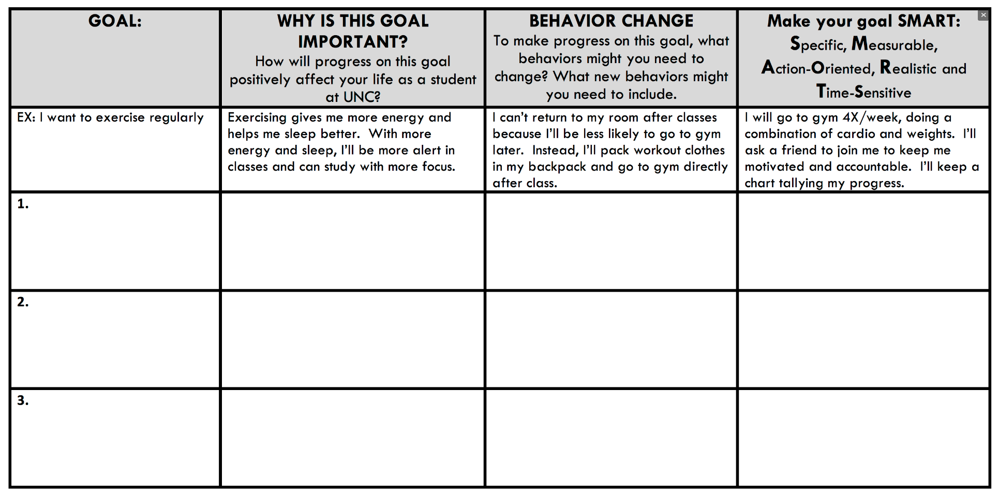 GOAL:
WHY IS THIS GOAL
IMPORTANT?
How will progress on this goal
positively affect your life as a student
at UNC?
BEHAVIOR CHANGE
To make progress on this goal, what
behaviors might you need to
change? What new behaviors might
you need to include.
Make your goal SMART:
Specific, Measurable,
Action-Oriented, Realistic and
Time-Sensitive
EX: I want to exercise regularly
Exercising gives me more energy and
helps me sleep better.  With more
energy and sleep, I’ll be more alert in
classes and can study with more focus.
I can’t return to my room after classes
because I’ll be less likely to go to gym
later.  Instead, I’ll pack workout clothes
in my backpack and go to gym directly
after class.
I will go to gym 4X/week, doing a
combination of cardio and weights.  I’ll
ask a friend to join me to keep me
motivated and accountable.  I’ll keep a
chart tallying my progress.
1.
2.
3.